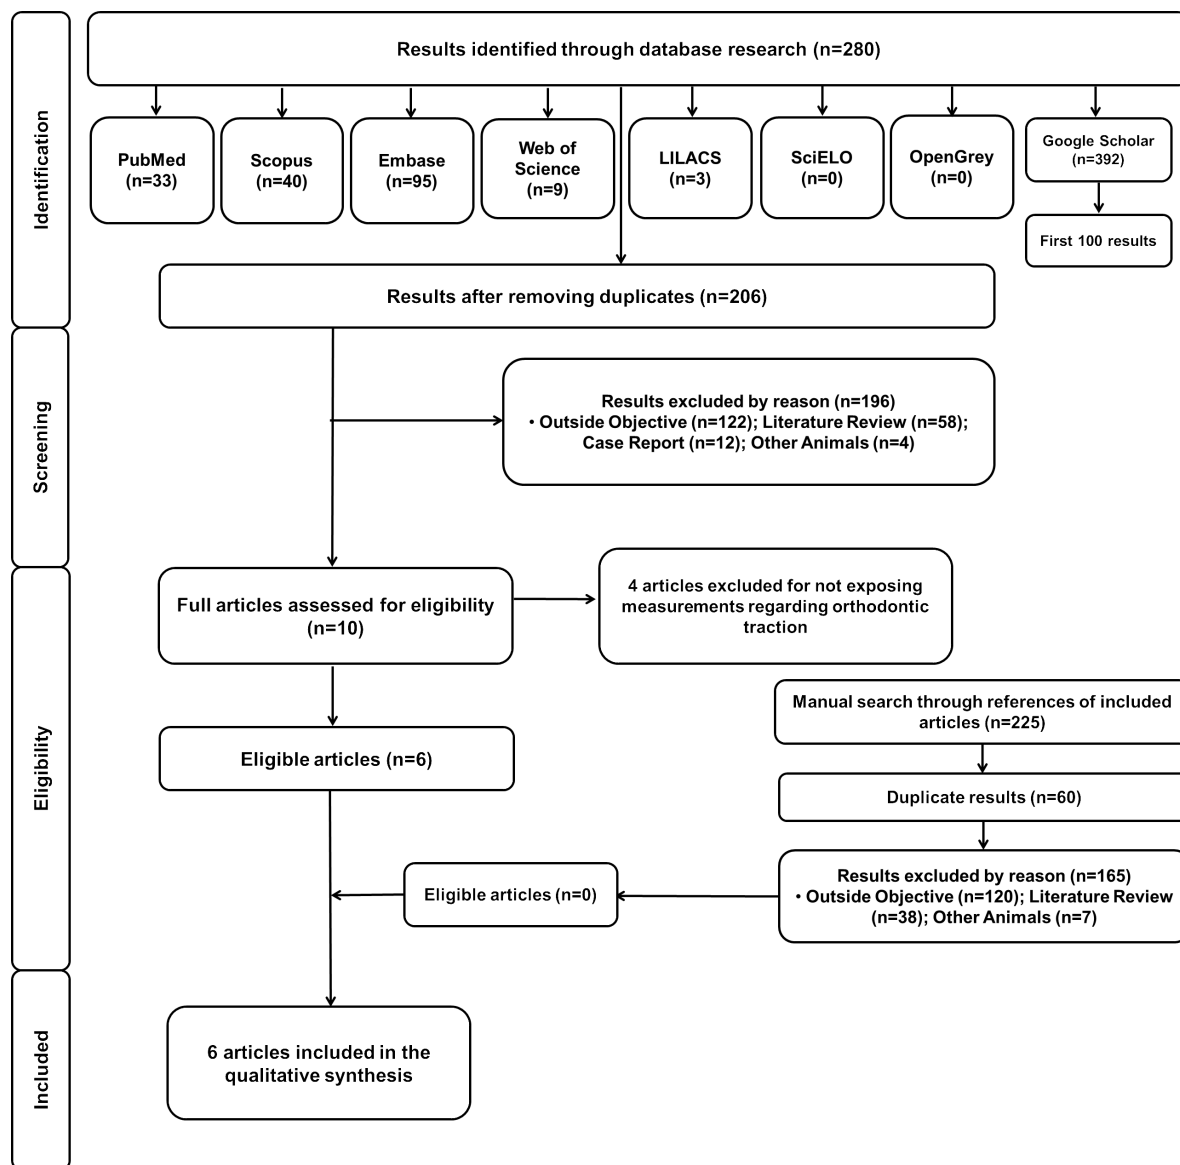 Results identified through database research (n=280)
Identification
PubMed
(n=33)
Scopus
(n=40)
Embase
(n=95)
Web of
Science
(n=9)
LILACS
(n=3)
SciELO
(n=0)
OpenGrey
(n=0)
Google Scholar
(n=392)
First 100 results
Results after removing duplicates (n=206)
Screening
Results excluded by reason (n=196)
• Outside Objective (n=122); Literature Review (n=58);
Case Report (n=12); Other Animals (n=4)
Eligibility
Full articles assessed for eligibility
(n=10)
4 articles excluded for not exposing
measurements regarding orthodontic
traction
Manual search through references of included
articles (n=225)
Eligible articles (n=6)
Duplicate results (n=60)
Results excluded by reason (n=165)
• Outside Objective (n=120); Literature Review
(n=38); Other Animals (n=7)
Eligible articles (n=0)
Included
6 articles included in the
qualitative synthesis